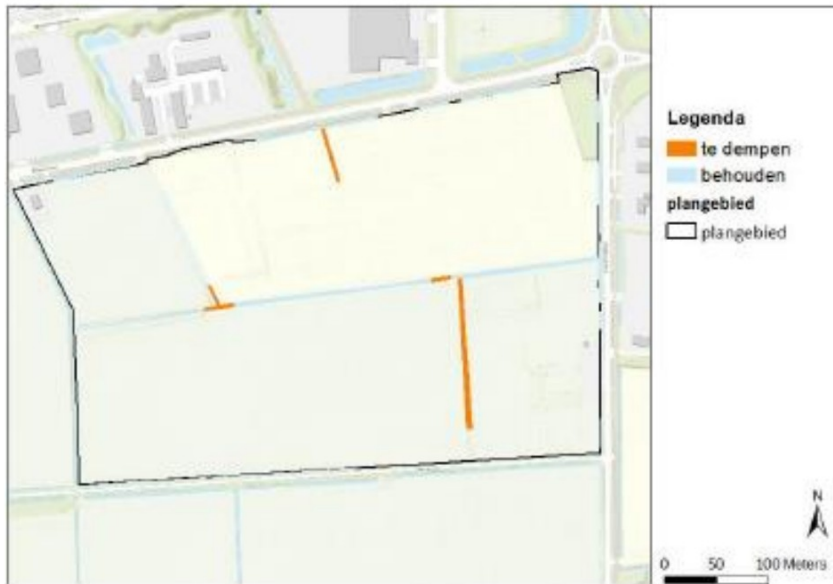 Legenda
te dempen
behouden
plangebied
plangebied
N
0 50 100 Meters